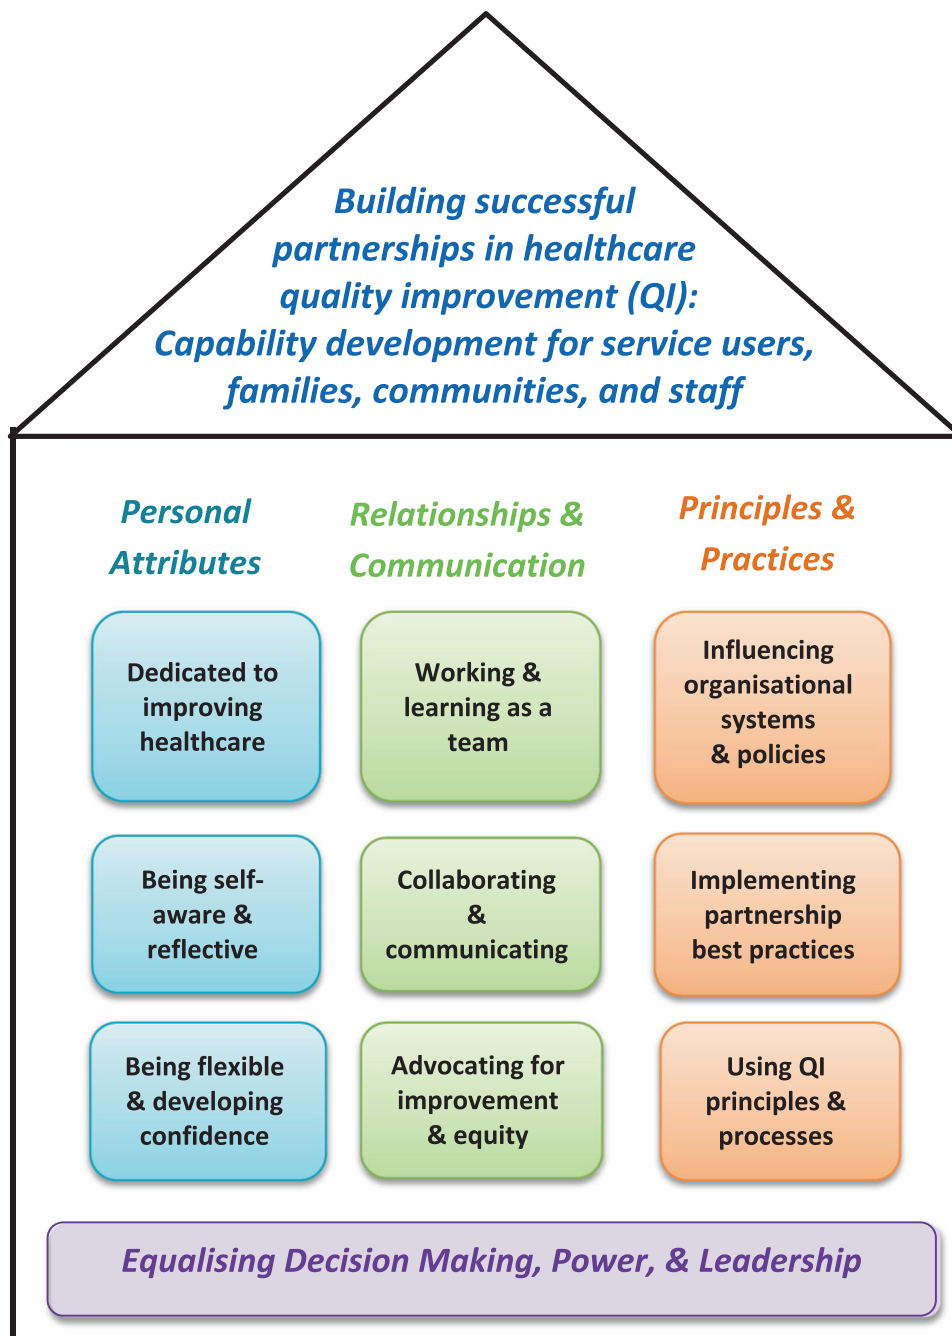 Building successful
partnerships in healthcare
quality improvement (QI):
Capability development for service users,
families, communities, and staff
Personal
Attributes
Dedicated to
improving
healthcare
Being self-
aware &
reflective
Being flexible
& developing
confidence
Relationships &
Communication
Working &
learning as a
team
Collaborating
&
communicating
Advocating for
improvement
& equity
Principles &
Practices
Influencing
organisational
systems
& policies
Implementing
partnership
best practices
Using QI
principles &
processes
Equalising Decision Making, Power, & Leadership